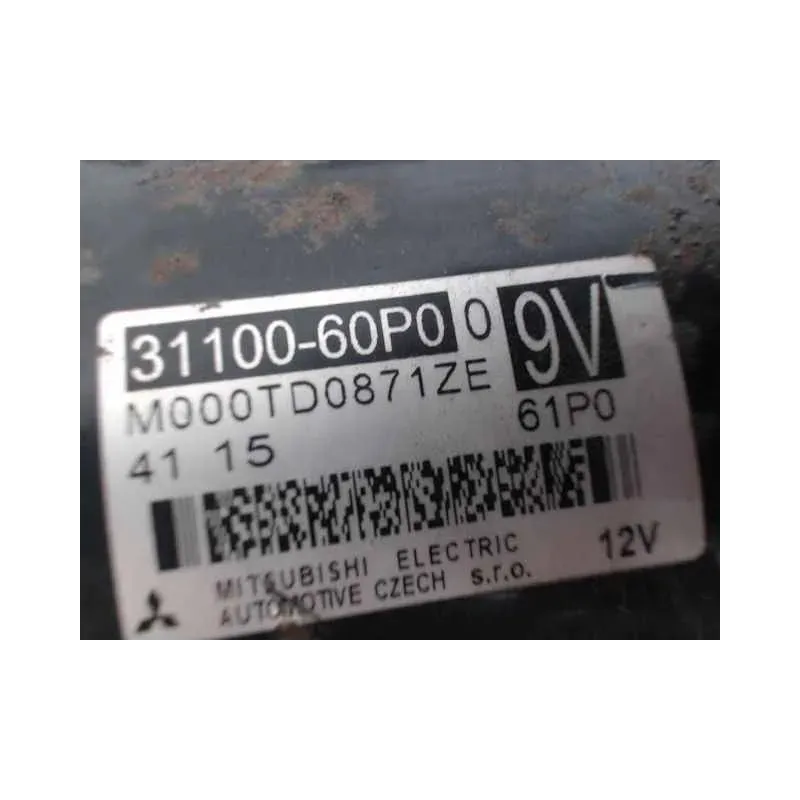 31100-60P0 0 9V
M000TD0871ZE
41 15 61P0
MITSUBISHI ELECTRIC 12V
AUTOMOTIVE CZECH s.r.o.